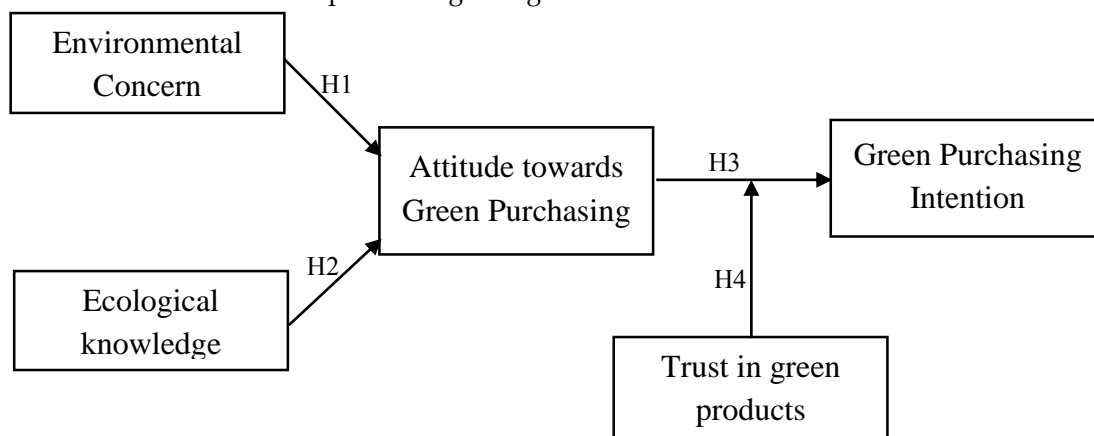 Environmental
Concern
H1
Attitude towards
Green Purchasing
H3
Green Purchasing
Intention
H2
Ecological
knowledge
H4
Trust in green
products